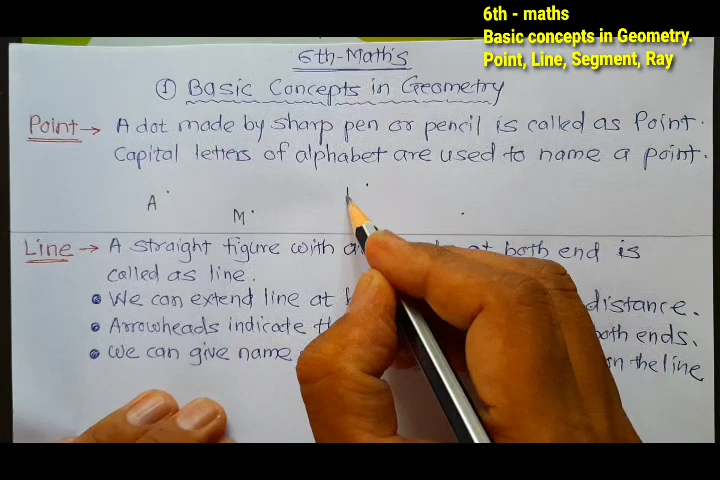 6th - maths
Basic concepts in Geometry.
Point, Line, Segment, Ray
6th-Math's
① Basic Concepts in Geometry
Point → A dot made by sharp pen or pencil is called as Point.
Capital letters of alphabet are used to name a point.
A
M
Line → A straight figure with at both end is
called as line.
• We can extend line at distance.
• Arrowheads indicate both ends.
• We can give name on the line